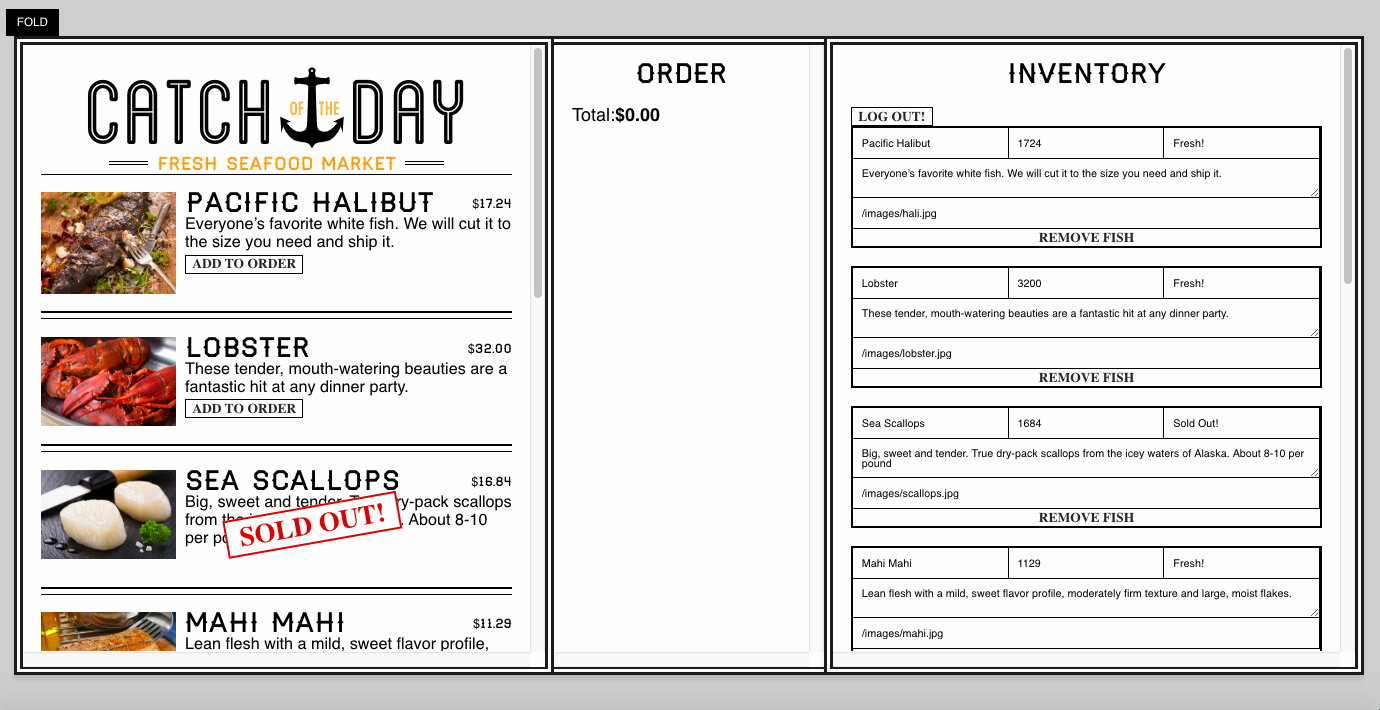 FOLD
CATCH OF THE DAY
FRESH SEAFOOD MARKET
PACIFIC HALIBUT $17.24
Everyone’s favorite white fish. We will cut it to
the size you need and ship it.
ADD TO ORDER
LOBSTER $32.00
These tender, mouth-watering beauties are a
fantastic hit at any dinner party.
ADD TO ORDER
SEA SCALLOPS $16.84
Big, sweet and tender. dry-pack scallops
from About 8-10
per
SOLD OUT!
MAHI MAHI $11.29
Lean flesh with a mild, sweet flavor profile,
ORDER
Total:$0.00
INVENTORY
LOG OUT!
Pacific Halibut 1724 Fresh!
Everyone’s favorite white fish. We will cut it to the size you need and ship it.
/images/hali.jpg
REMOVE FISH
Lobster 3200 Fresh!
These tender, mouth-watering beauties are a fantastic hit at any dinner party.
/images/lobster.jpg
REMOVE FISH
Sea Scallops 1684 Sold Out!
Big, sweet and tender. True dry-pack scallops from the icey waters of Alaska. About 8-10 per
pound
/images/scallops.jpg
REMOVE FISH
Mahi Mahi 1129 Fresh!
Lean flesh with a mild, sweet flavor profile, moderately firm texture and large, moist flakes.
/images/mahi.jpg